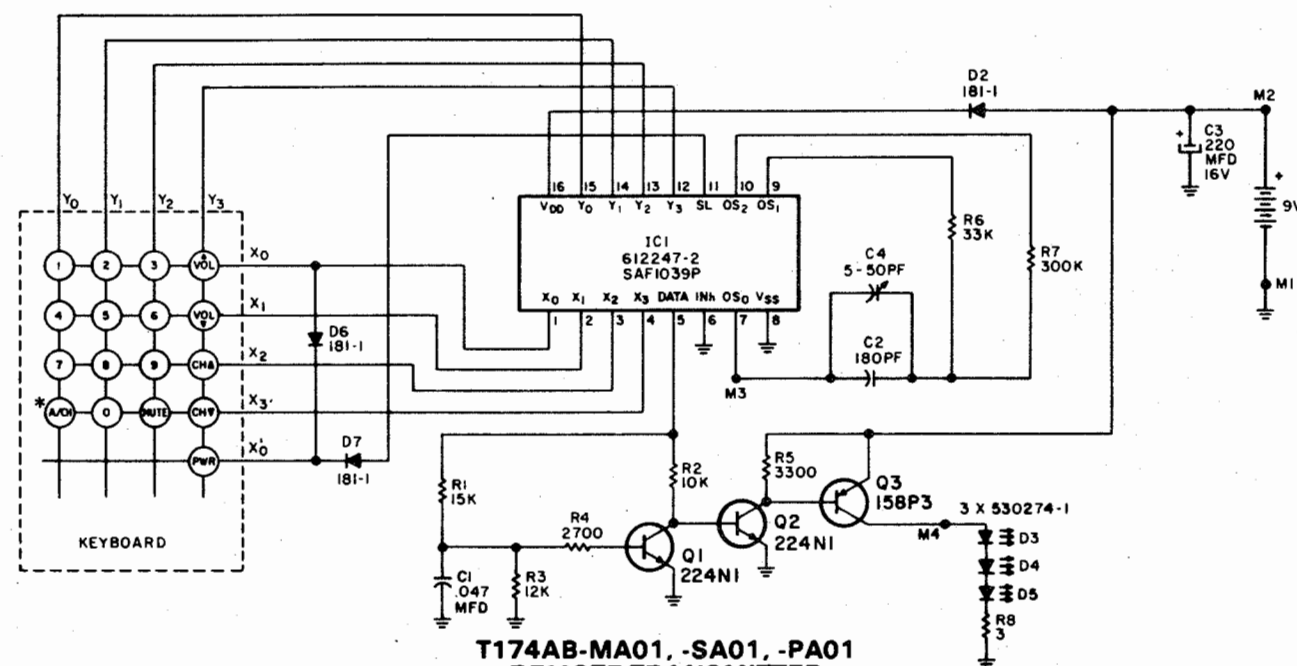 D2
181-1
M2
C3
220
MFD
16V
+
+
9V
M1
Y0 Y1 Y2 Y3
16 15 14 13 12 11 10 9
VDD Y0 Y1 Y2 Y3 SL OS2 OS1
IC1
612247-2
SAF1039P
X0 X1 X2 X3 DATA INh OS0 VSS
1 2 3 4 5 6 7 8
R6
33K
R7
300K
C4
5-50PF
C2
180PF
M3
1 2 3 VOL
X0
4 5 6 VOL
X1
D6
181-1
7 8 9 CH
X2
* A/CH 0 MUTE CH
X3'
PWR
X0'
D7
181-1
KEYBOARD
R1
15K
R2
10K
R4
2700
C1
.047
MFD
R3
12K
Q1
224N1
R5
3300
Q2
224N1
Q3
158P3
3 X 530274-1
M4
D3
D4
D5
R8
3
T174AB-MA01, -SA01, -PA01